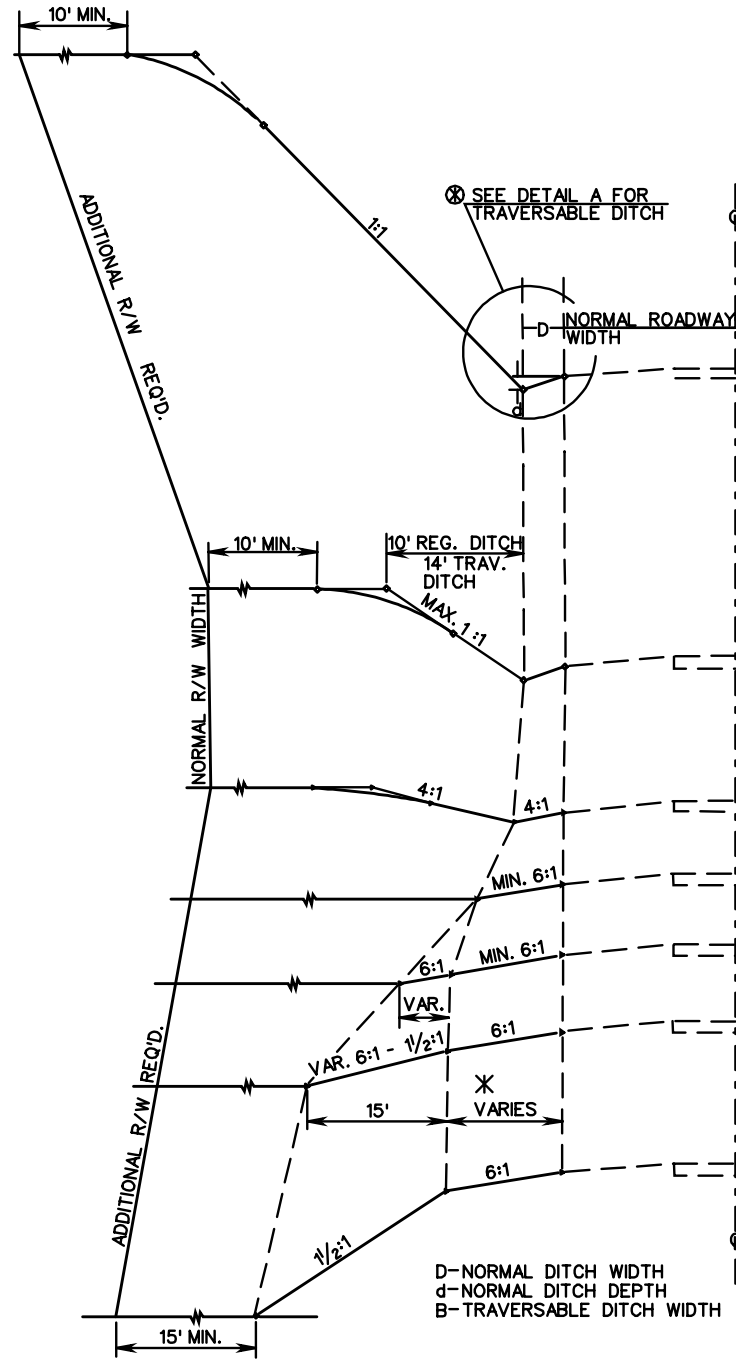 10' MIN.
ADDITIONAL R/W REQ'D.
1:1
SEE DETAIL A FOR
TRAVERSABLE DITCH
D
NORMAL ROADWAY
WIDTH
d
10' MIN.
10' REG. DITCH
14' TRAV.
DITCH
MAX. 1:1
NORMAL R/W WIDTH
4:1
4:1
MIN. 6:1
6:1
MIN. 6:1
VAR.
VAR. 6:1 - 1½:1
6:1
15'
VARIES
ADDITIONAL R/W REQ'D.
6:1
1½:1
15' MIN.
D-NORMAL DITCH WIDTH
d-NORMAL DITCH DEPTH
B-TRAVERSABLE DITCH WIDTH